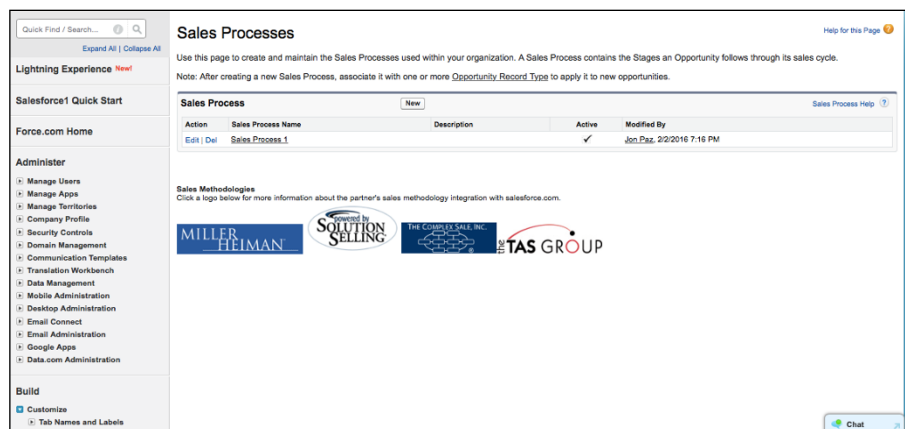 Quick Find / Search...
Expand All | Collapse All
Lightning Experience New!
Salesforce1 Quick Start
Force.com Home
Administer
Manage Users
Manage Apps
Manage Territories
Company Profile
Security Controls
Domain Management
Communication Templates
Translation Workbench
Data Management
Mobile Administration
Desktop Administration
Email Connect
Email Administration
Google Apps
Data.com Administration
Build
Customize
Tab Names and Labels
Sales Processes
Help for this Page
Use this page to create and maintain the Sales Processes used within your organization. A Sales Process contains the Stages an Opportunity follows through its sales cycle.
Note: After creating a new Sales Process, associate it with one or more Opportunity Record Type to apply it to new opportunities.
Sales Process New Sales Process Help ?
Action Sales Process Name Description Active Modified By
Edit | Del Sales Process 1 Jon Paz, 2/2/2016 7:16 PM
Sales Methodologies
Click a logo below for more information about the partner's sales methodology integration with salesforce.com.
MILLER
HEIMAN
powered by
SOLUTION
SELLING
THE COMPLEX SALE, INC.
the TAS GROUP
Chat